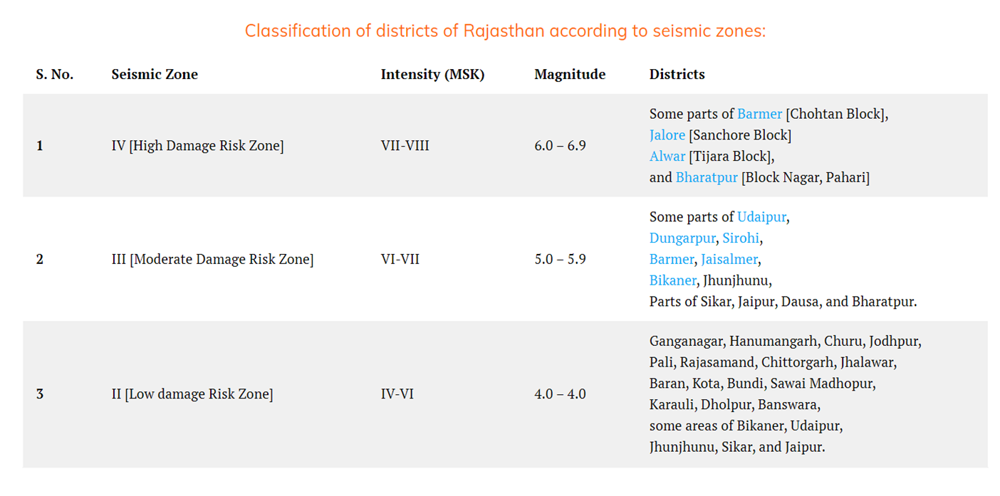 Classification of districts of Rajasthan according to seismic zones:
S. No. Seismic Zone Intensity (MSK) Magnitude Districts
1 IV [High Damage Risk Zone] VII-VIII 6.0 – 6.9 Some parts of Barmer [Chohtan Block],
Jalore [Sanchore Block]
Alwar [Tijara Block],
and Bharatpur [Block Nagar, Pahari]
2 III [Moderate Damage Risk Zone] VI-VII 5.0 – 5.9 Some parts of Udaipur,
Dungarpur, Sirohi,
Barmer, Jaisalmer,
Bikaner, Jhunjhunu,
Parts of Sikar, Jaipur, Dausa, and Bharatpur.
3 II [Low damage Risk Zone] IV-VI 4.0 – 4.0 Ganganagar, Hanumangarh, Churu, Jodhpur,
Pali, Rajasamand, Chittorgarh, Jhalawar,
Baran, Kota, Bundi, Sawai Madhopur,
Karauli, Dholpur, Banswara,
some areas of Bikaner, Udaipur,
Jhunjhunu, Sikar, and Jaipur.